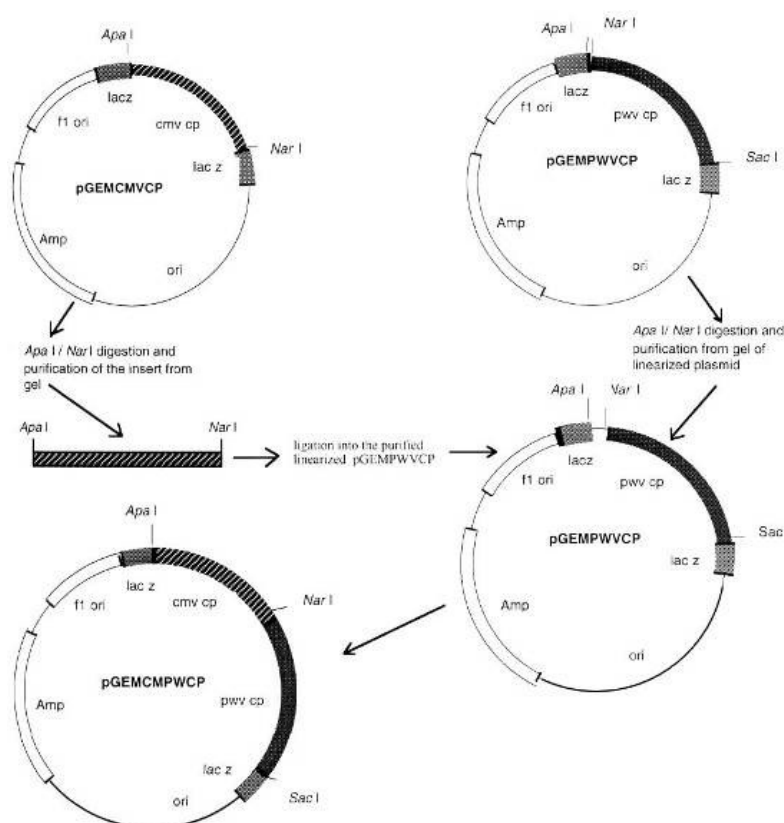 Apa I
lacz
f1 ori
cmv cp
Nar I
lac z
pGEMCMVCP
Amp
ori
Apa I
Nar I
lacz
f1 ori
pwv cp
Sac I
lac z
pGEMPWVCP
Amp
ori
Apa I / Nar I digestion and
purification of the insert from
gel
Apa I/ Nar I digestion and
purification from gel of
linearized plasmid
ApaI
NarI
ligation into the purified
linearized pGEMPWVCP
Apa I
Nar I
lacz
f1 ori
pwv cp
Sac
lac z
pGEMPWVCP
Amp
ori
Apa I
lac z
f1 ori
cmv cp
Nar I
pGEMCMPWCP
Amp
pwv cp
lac z
Sac I
ori